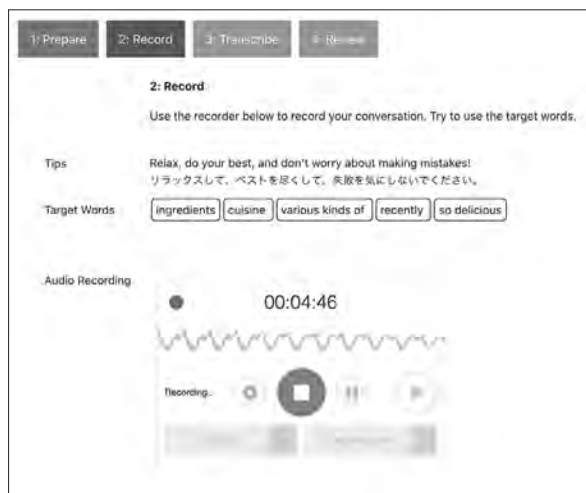 1: Prepare
2: Record
3: Transcribe
4: Review
2: Record
Use the recorder below to record your conversation. Try to use the target words.
Tips
Relax, do your best, and don't worry about making mistakes!
リラックスして、ベストを尽くして、失敗を気にしないでください。
Target Words
ingredients
cuisine
various kinds of
recently
so delicious
Audio Recording
00:04:46
Recording..